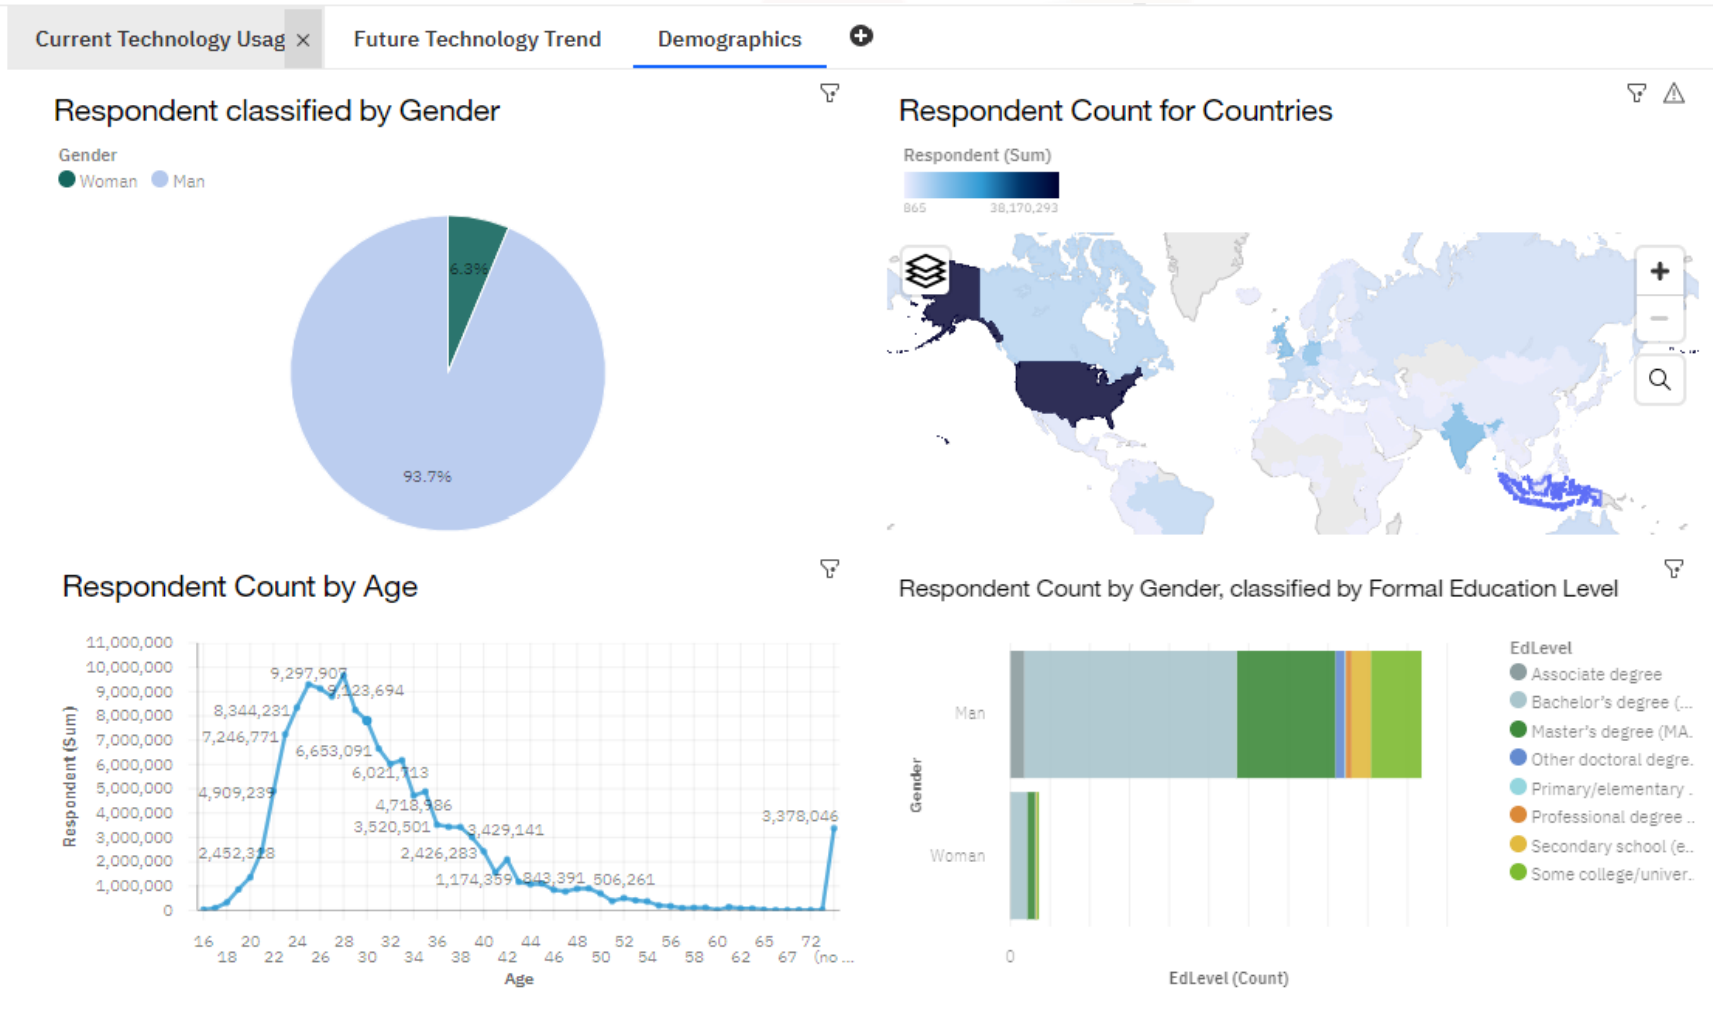 Current Technology Usag ×
Future Technology Trend
Demographics
Respondent classified by Gender
Gender
Woman Man
6.3%
93.7%
Respondent Count for Countries
Respondent (Sum)
865 38,170,293
Respondent Count by Age
Respondent (Sum)
11,000,000
10,000,000
9,000,000
8,000,000
7,000,000
6,000,000
5,000,000
4,000,000
3,000,000
2,000,000
1,000,000
0
9,297,907
9,123,694
8,344,231
7,246,771
6,653,091
6,021,713
4,909,239
4,718,986
3,520,501
3,429,141
3,378,046
2,452,318
2,426,283
1,174,359
843,391
506,261
16 20 24 28 32 36 40 44 48 52 56 60 65 72
18 22 26 30 34 38 42 46 50 54 58 62 67 (no ...
Age
Respondent Count by Gender, classified by Formal Education Level
Gender
Man
Woman
0
EdLevel (Count)
EdLevel
Associate degree
Bachelor's degree (...
Master's degree (MA.
Other doctoral degre.
Primary/elementary .
Professional degree ..
Secondary school (e..
Some college/univer..